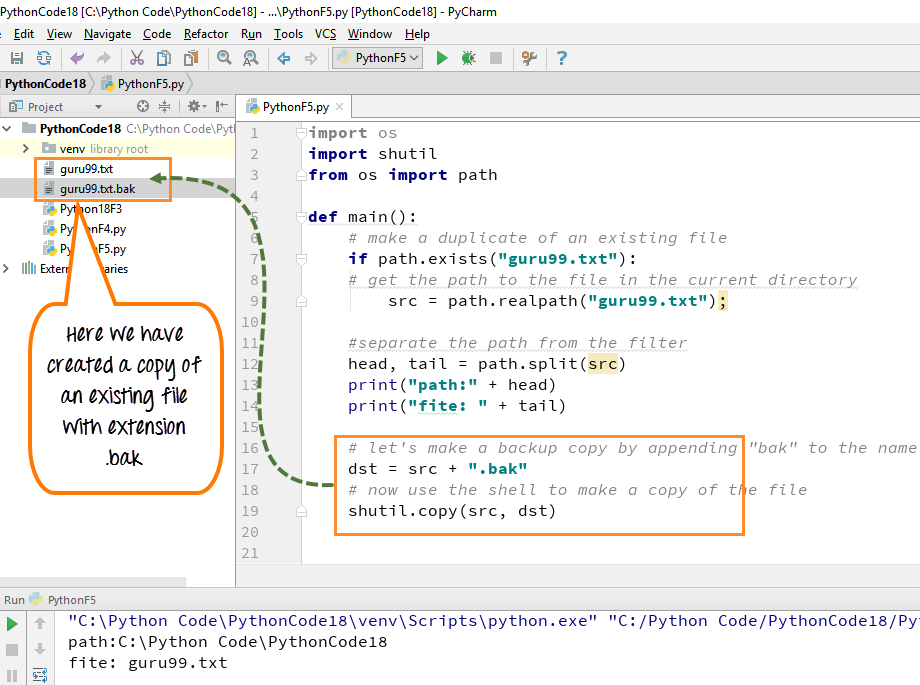 PythonCode18 [C:\Python Code\PythonCode18] - ...\PythonF5.py [PythonCode18] - PyCharm
Edit View Navigate Code Refactor Run Tools VCS Window Help
PythonF5
PythonCode18 PythonF5.py
Project
PythonF5.py
PythonCode18 C:\Python Code\Pyt
venv library root
guru99.txt
guru99.txt.bak
Python18F3
PythonF4.py
Here we have
created a copy of
an existing file
with extension
.bak
1 import os
2 import shutil
3 from os import path
4
5 def main():
6 # make a duplicate of an existing file
7 if path.exists("guru99.txt"):
8 # get the path to the file in the current directory
9 src = path.realpath("guru99.txt");
10
11 #separate the path from the filter
12 head, tail = path.split(src)
13 print("path:" + head)
14 print("fite: " + tail)
15
16 # let's make a backup copy by appending "bak" to the name
17 dst = src + ".bak"
18 # now use the shell to make a copy of the file
19 shutil.copy(src, dst)
20
21
Run PythonF5
"C:\Python Code\PythonCode18\venv\Scripts\python.exe" "C:/Python Code/PythonCode18/Py
path:C:\Python Code\PythonCode18
fite: guru99.txt